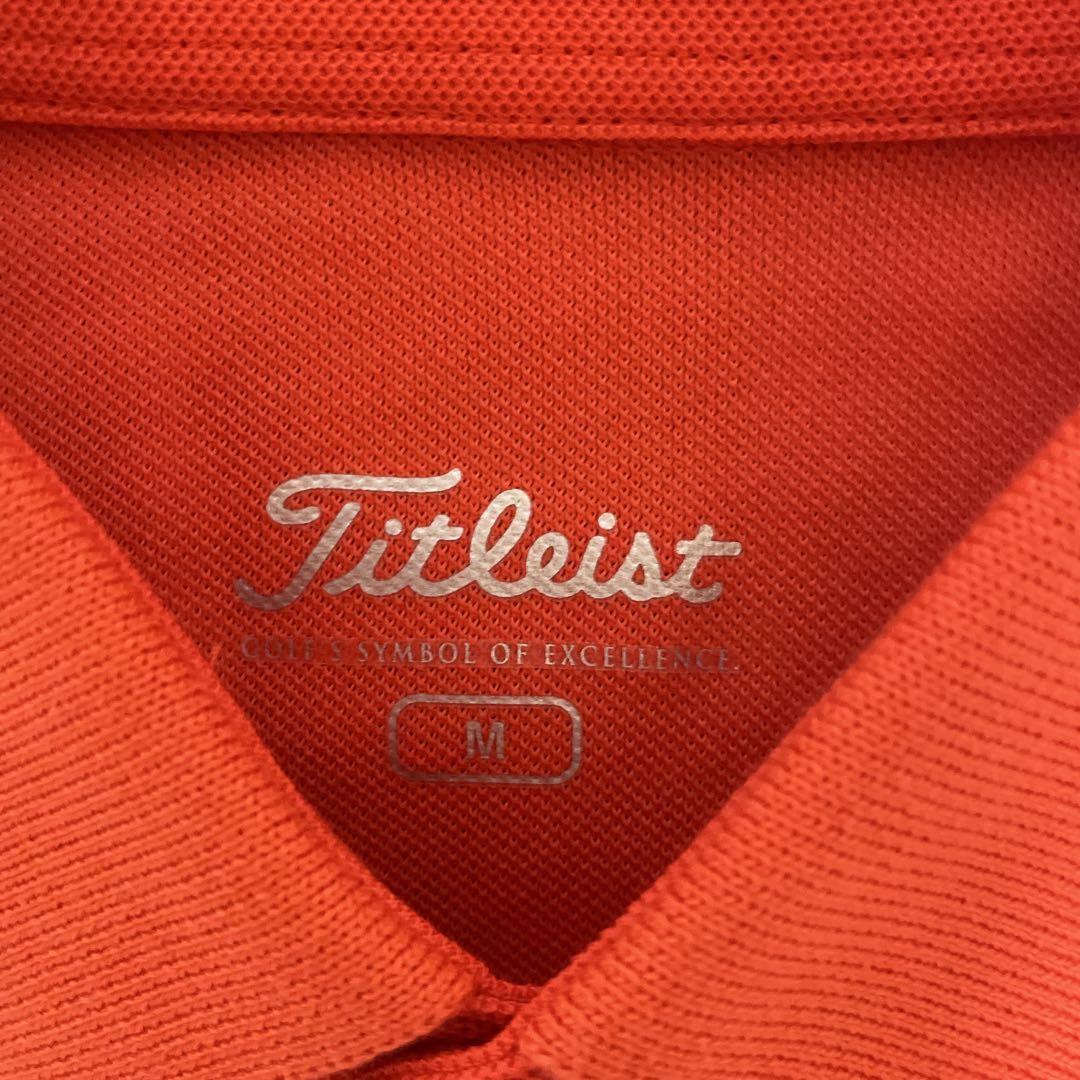 Titleist
GOLF'S SYMBOL OF EXCELLENCE.
M